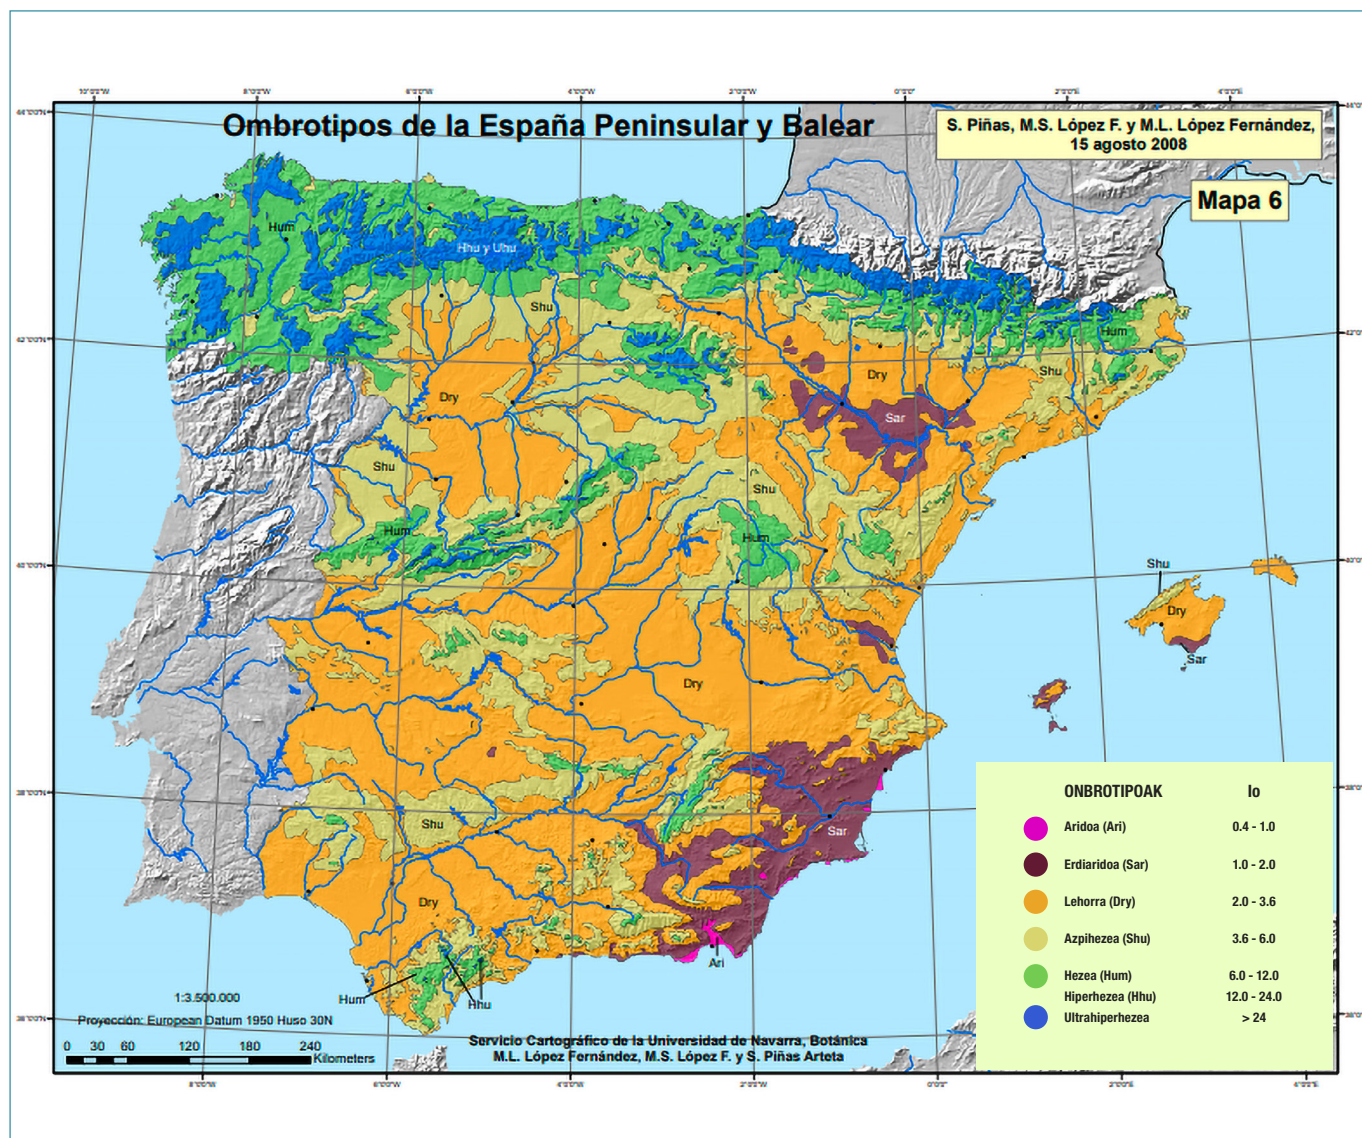 Ombrotipos de la España Peninsular y Balear
S. Piñas, M.S. López F. y M.L. López Fernández,
15 agosto 2008
Mapa 6
Hum
Hhu y Uhu
Shu
Hum
Dry
Shu
Dry
Sar
Shu
Shu
Hum
Hum
Shu
Dry
Sar
Dry
Shu
Sar
Dry
Ari
Hum
Hhu
ONBROTIPOAK Io
Aridoa (Ari) 0.4 - 1.0
Erdiaridoa (Sar) 1.0 - 2.0
Lehorra (Dry) 2.0 - 3.6
Azpihezea (Shu) 3.6 - 6.0
Hezea (Hum) 6.0 - 12.0
Hiperhezea (Hhu) 12.0 - 24.0
Ultrahiperhezea > 24
1:3.500.000
Proyección: European Datum 1950 Huso 30N
0 30 60 120 180 240
Kilometers
Servicio Cartográfico de la Universidad de Navarra, Botánica
M.L. López Fernández, M.S. López F. y S. Piñas Arteta